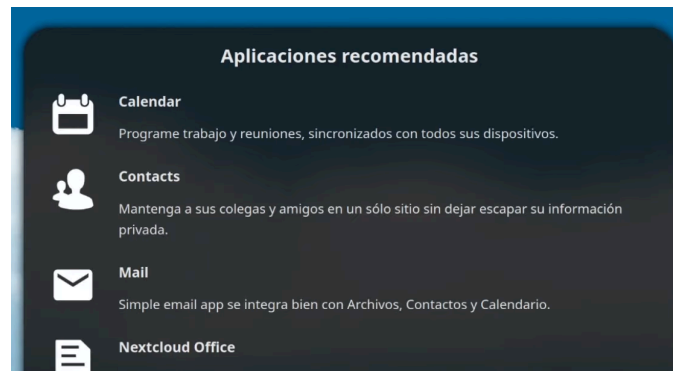 Aplicaciones recomendadas
Calendar
Programe trabajo y reuniones, sincronizados con todos sus dispositivos.
Contacts
Mantenga a sus colegas y amigos en un sólo sitio sin dejar escapar su información
privada.
Mail
Simple email app se integra bien con Archivos, Contactos y Calendario.
Nextcloud Office